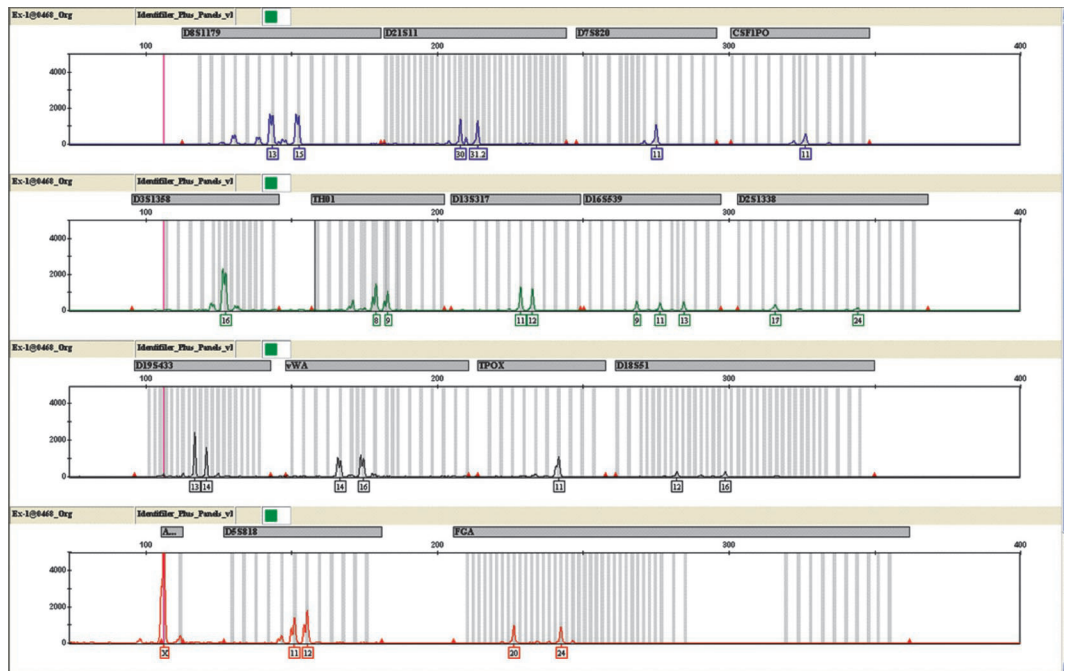 Ex-1@0468_Org Identifiler_Plus_Panels_v1
D8S1179 D21S11 D7S820 CSF1PO
100 200 300 400
4000
2000
0
13 15 30 31.2 11 11
Ex-1@0468_Org Identifiler_Plus_Panels_v1
D3S1358 TH01 D13S317 D16S539 D2S1338
100 200 300 400
4000
2000
0
16 8 9 11 12 9 11 13 17 24
Ex-1@0468_Org Identifiler_Plus_Panels_v1
D19S433 vWA TPOX D18S51
100 200 300 400
4000
2000
0
13 14 14 16 11 12 16
Ex-1@0468_Org Identifiler_Plus_Panels_v1
A... D5S818 FGA
100 200 300 400
4000
2000
0
11 12 20 24